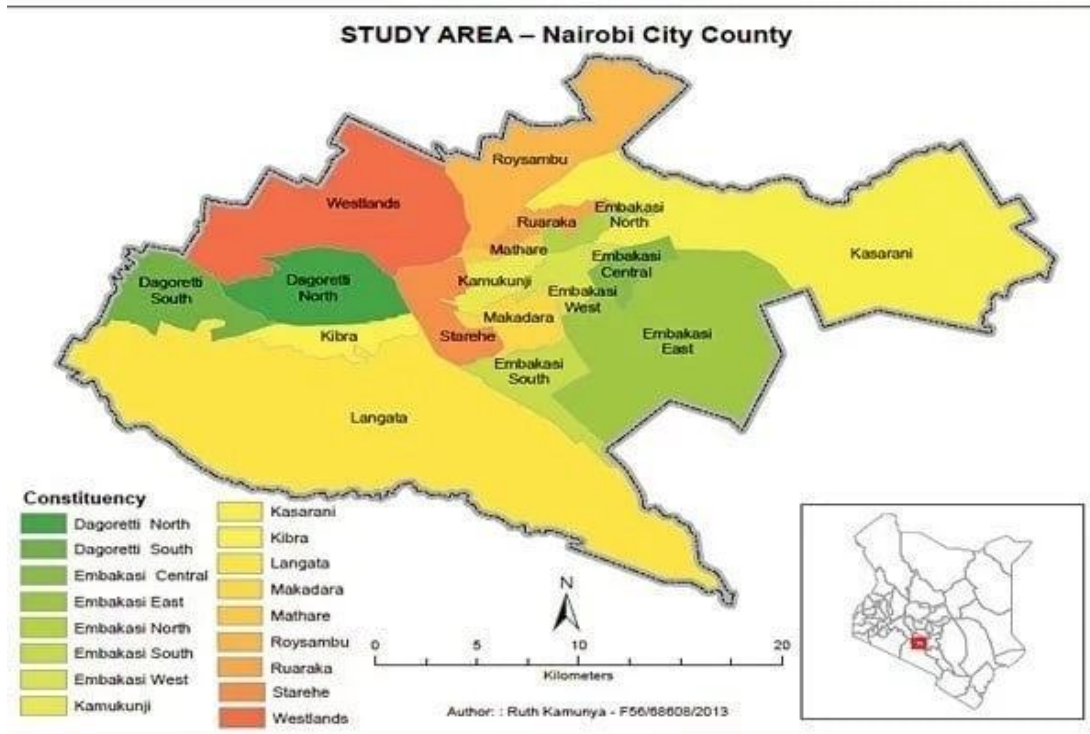 STUDY AREA – Nairobi City County
Roysambu
Westlands
Ruaraka
Embakasi
North
Mathare
Kasarani
Embakasi
Central
Dagoretti
South
Dagoretti
North
Kamukunji
Embakasi
West
Makadara
Kibra
Starehe
Embakasi
East
Embakasi
South
Langata
Constituency
Dagoretti North
Dagoretti South
Embakasi Central
Embakasi East
Embakasi North
Embakasi South
Embakasi West
Kamukunji
Kasarani
Kibra
Langata
Makadara
Mathare
Roysambu
Ruaraka
Starehe
Westlands
N
0 5 10 20
Kilometers
Author: : Ruth Kamunya - F56/68608/2013